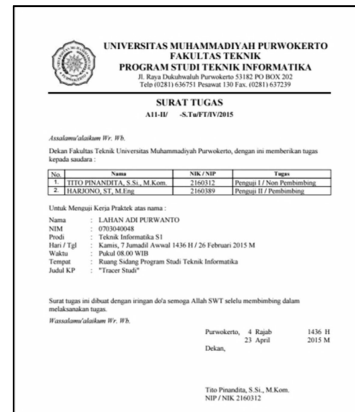 UNIVERSITAS MUHAMMADIYAH PURWOKERTO
FAKULTAS TEKNIK
PROGRAM STUDI TEKNIK INFORMATIKA
Jl. Raya Dukuhwaluh Purwokerto 53182 PO BOX 202
Telp (0281) 636751 Pesawat 130 Fax. (0281) 637239
SURAT TUGAS
A11-II/ -S.Tu/FT/IV/2015
Assalamu'alaikum Wr. Wb.
Dekan Fakultas Teknik Universitas Muhammadiyah Purwokerto, dengan ini memberikan tugas
kepada saudara :
No. Nama NIK / NIP Tugas
1. TITO PINANDITA, S.Si., M.Kom. 2160312 Penguji I / Non Pembimbing
2. HARJONO, ST, M.Eng 2160389 Penguji II / Pembimbing
Untuk Menguji Kerja Praktek atas nama :
Nama : LAHAN ADI PURWANTO
NIM : 0703040048
Prodi : Teknik Informatika S1
Hari / Tgl : Kamis, 7 Jumadil Awwal 1436 H / 26 Februari 2015 M
Waktu : Pukul 08.00 WIB
Tempat : Ruang Sidang Program Studi Teknik Informatika
Judul KP : "Tracer Studi"
Surat tugas ini dibuat dengan iringan do'a semoga Allah SWT selelu membimbing dalam
melaksanakan tugas.
Wassalamu'alaikum Wr. Wb.
Purwokerto, 4 Rajab 1436 H
23 April 2015 M
Dekan,
Tito Pinandita, S.Si., M.Kom.
NIP / NIK 2160312